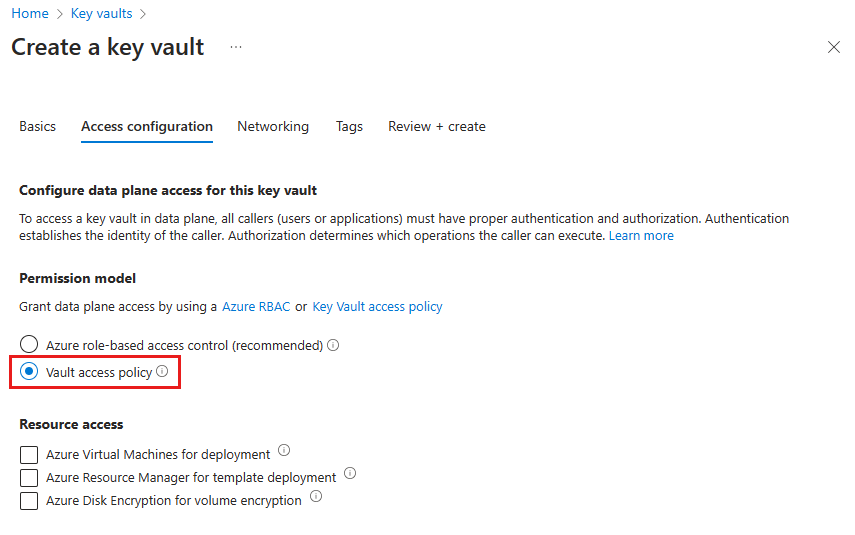 Home > Key vaults >
Create a key vault ...
Basics Access configuration Networking Tags Review + create
Configure data plane access for this key vault
To access a key vault in data plane, all callers (users or applications) must have proper authentication and authorization. Authentication
establishes the identity of the caller. Authorization determines which operations the caller can execute. Learn more
Permission model
Grant data plane access by using a Azure RBAC or Key Vault access policy
Azure role-based access control (recommended)
Vault access policy
Resource access
Azure Virtual Machines for deployment
Azure Resource Manager for template deployment
Azure Disk Encryption for volume encryption